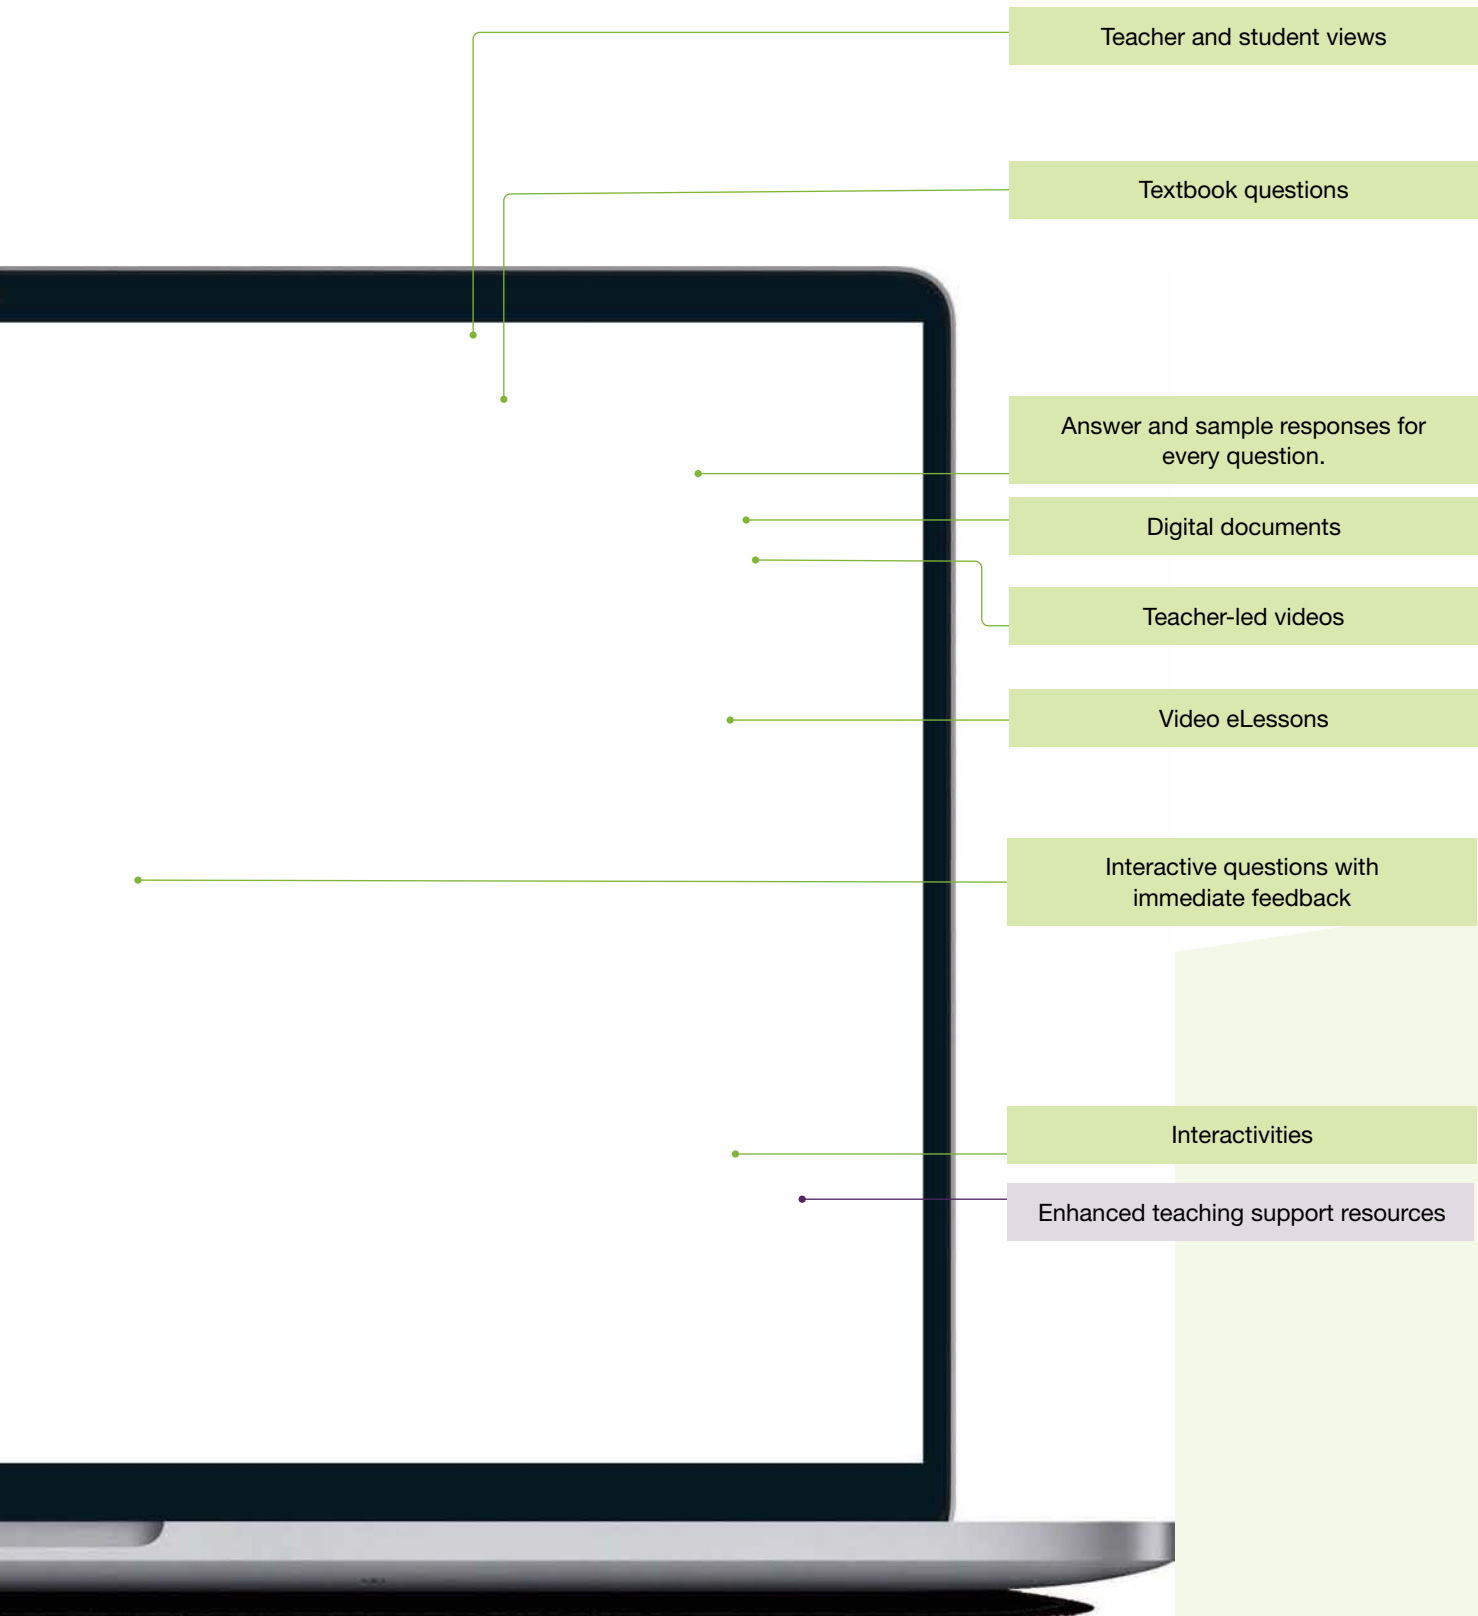 Teacher and student views
Textbook questions
Answer and sample responses for
every question.
Digital documents
Teacher-led videos
Video eLessons
Interactive questions with
immediate feedback
Interactivities
Enhanced teaching support resources